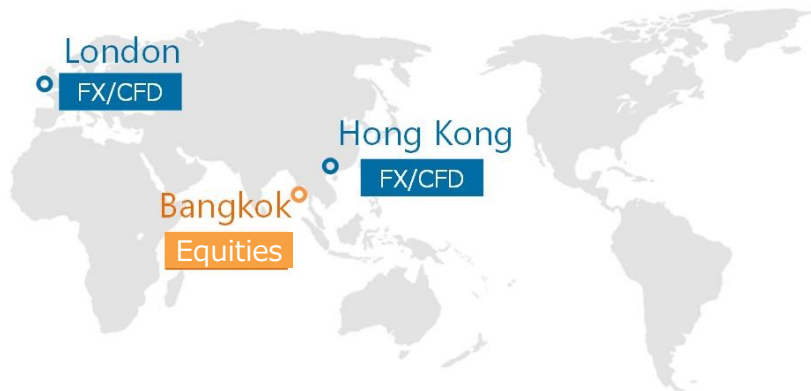 London
FX/CFD
Hong Kong
FX/CFD
Bangkok
Equities